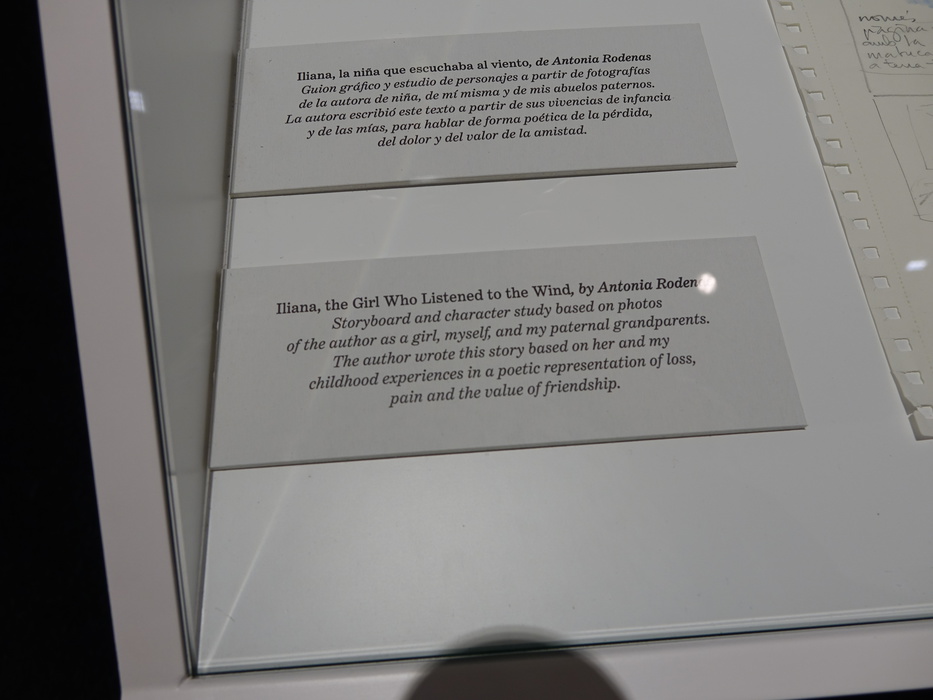 Iliana, la niña que escuchaba al viento, de Antonia Rodenas
Guion gráfico y estudio de personajes a partir de fotografías
de la autora de niña, de mí misma y de mis abuelos paternos.
La autora escribió este texto a partir de sus vivencias de infancia
y de las mías, para hablar de forma poética de la pérdida,
del dolor y del valor de la amistad.
Iliana, the Girl Who Listened to the Wind, by Antonia
Storyboard and character study based on photos
of the author as a girl, myself, and my paternal grandparents.
The author wrote this story based on her and my
childhood experiences in a poetic representation of loss,
pain and the value of friendship.